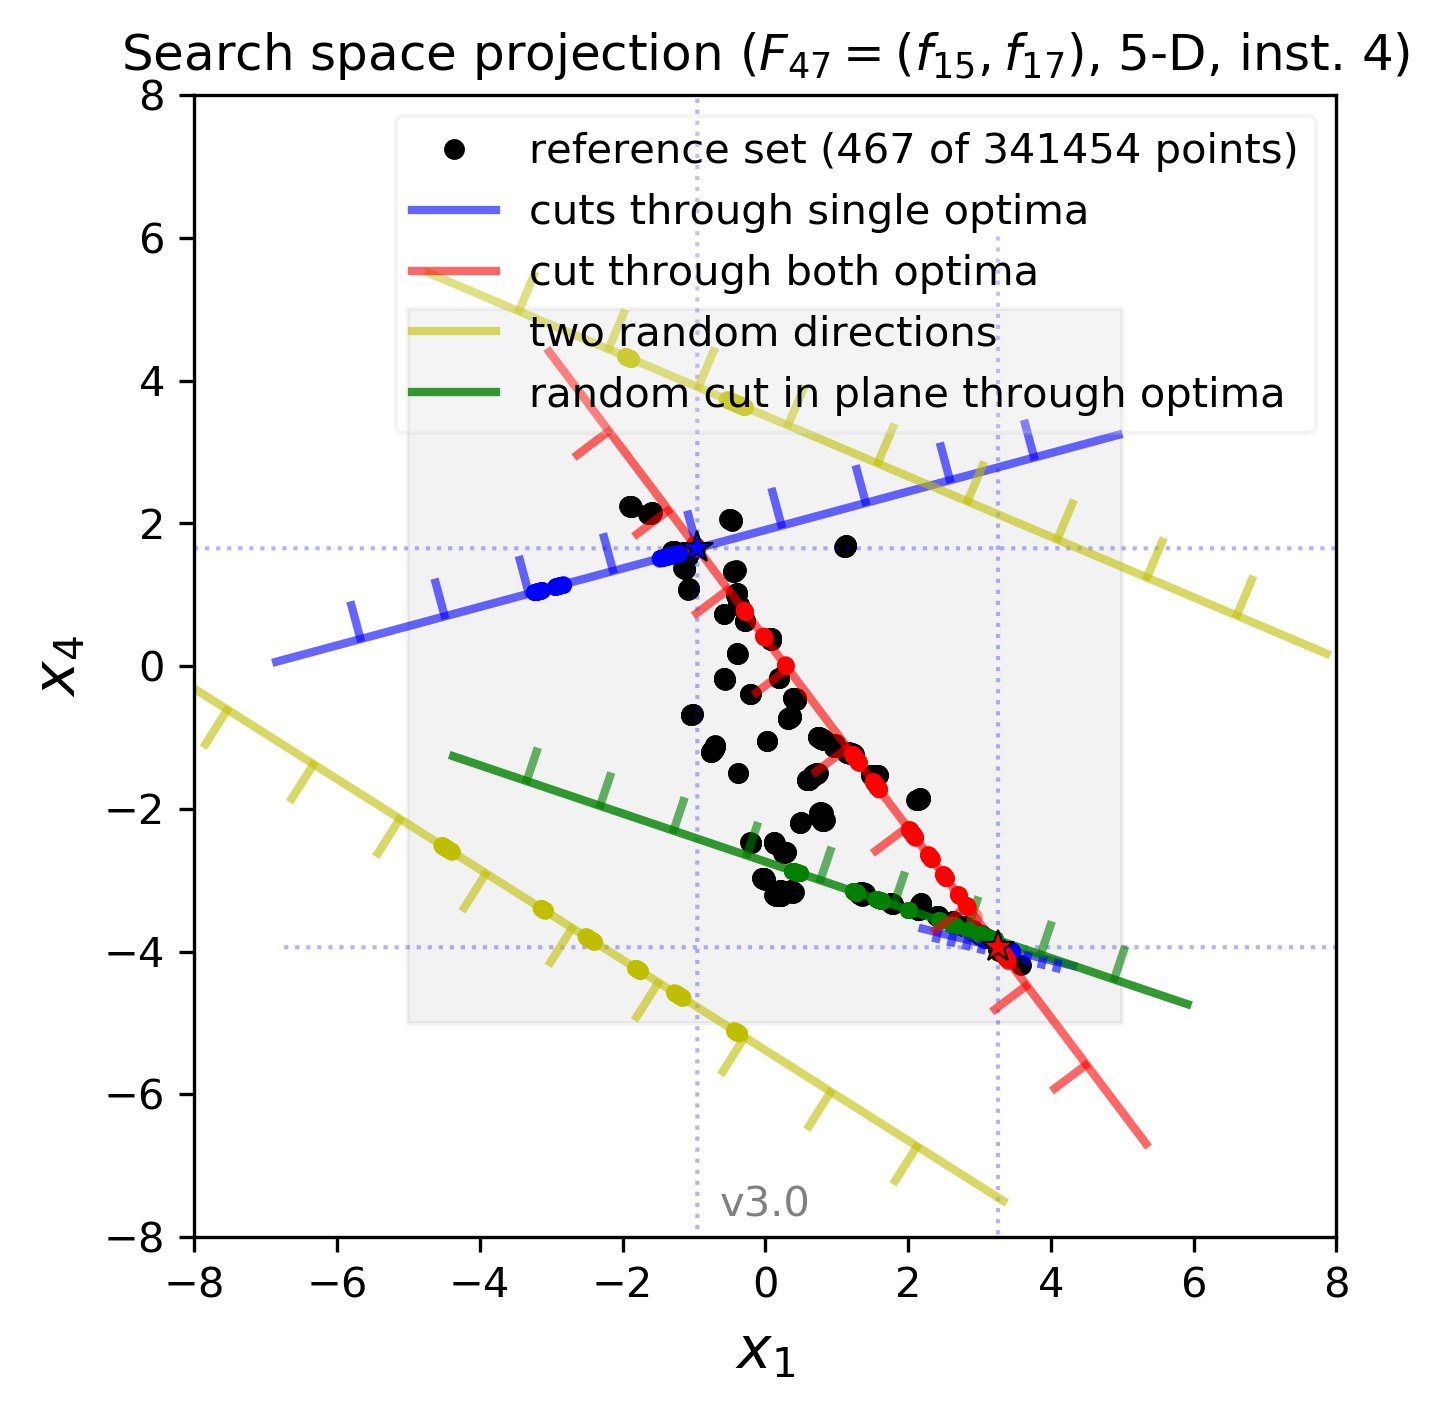 Search space projection (F₄₇ = (f₁₅, f₁₇), 5-D, inst. 4)
8
6
4
2
0
−2
−4
−6
−8
x₄
reference set (467 of 341454 points)
cuts through single optima
cut through both optima
two random directions
random cut in plane through optima
v3.0
−8 −6 −4 −2 0 2 4 6 8
x₁